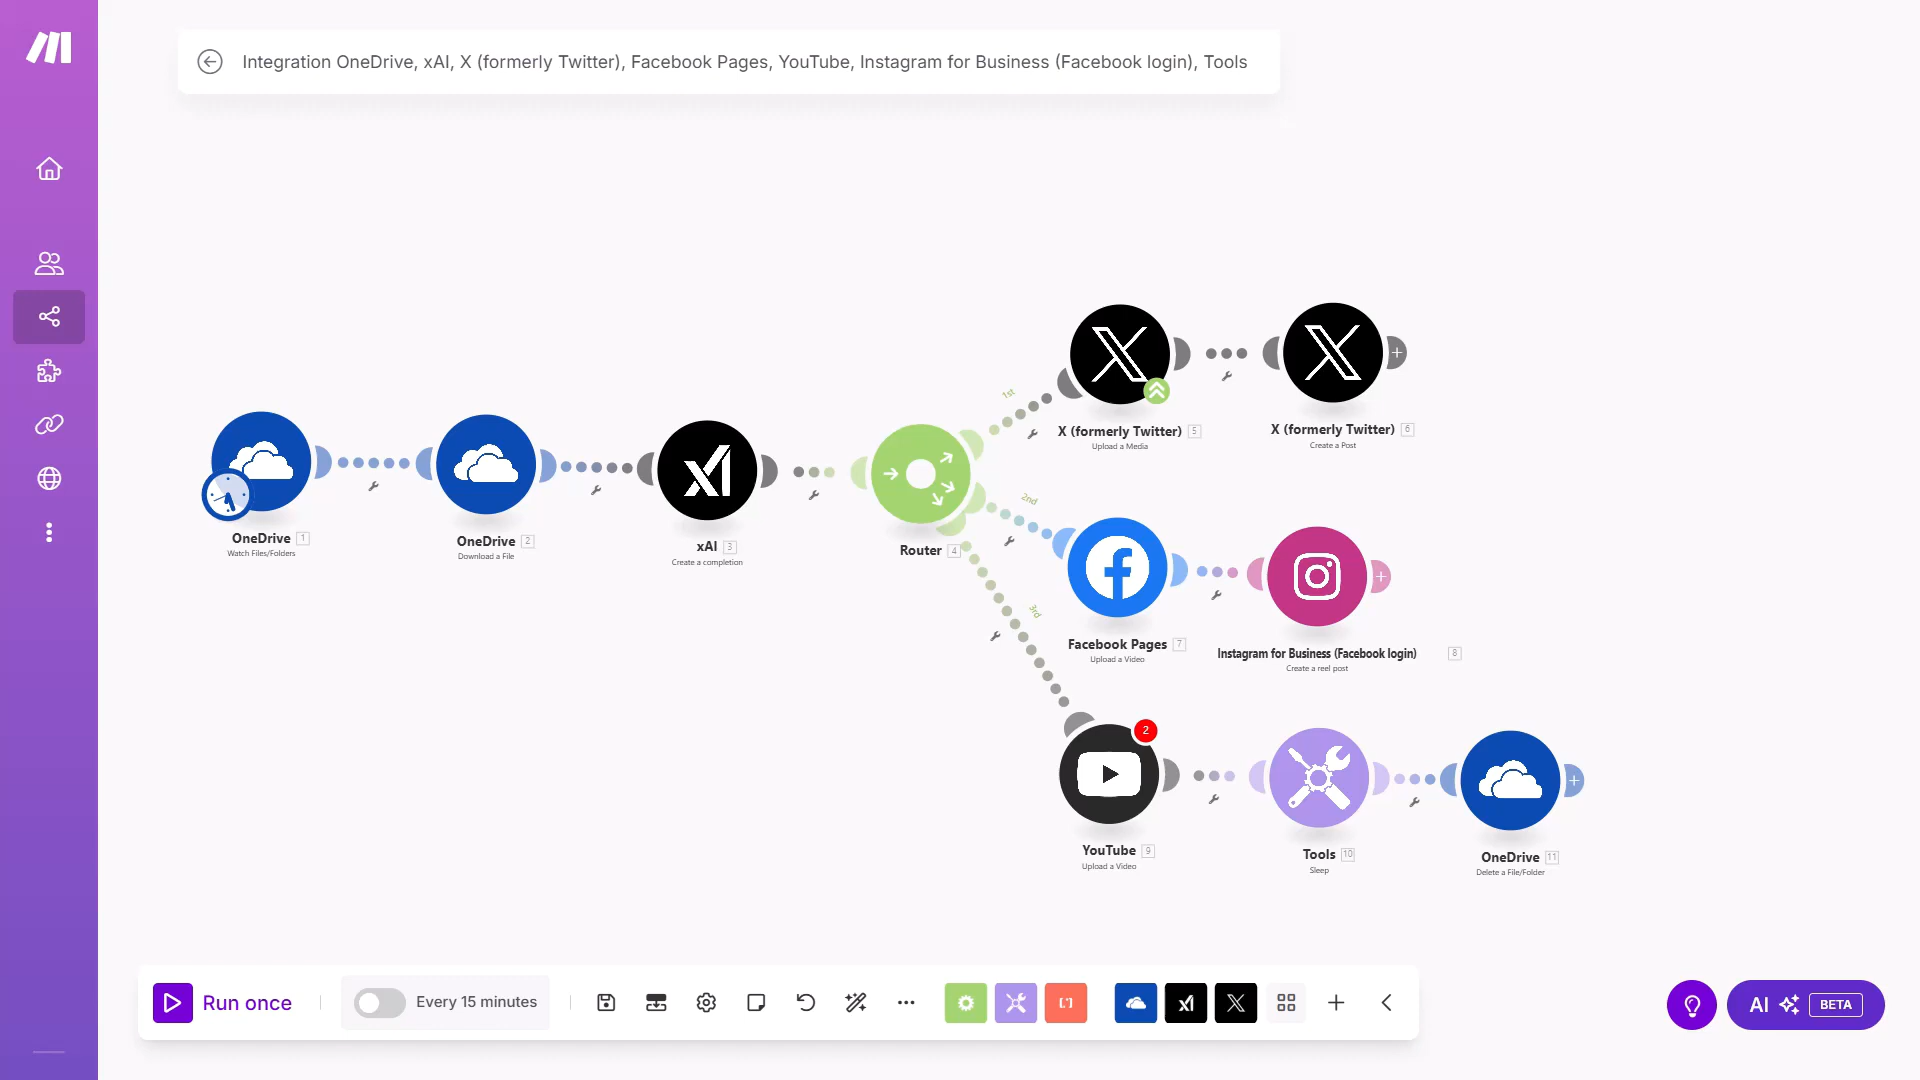 Integration OneDrive, xAI, X (formerly Twitter), Facebook Pages, YouTube, Instagram for Business (Facebook login), Tools
1st
X (formerly Twitter) 5
Upload a Media
X (formerly Twitter) 6
Create a Post
OneDrive 1
Watch Files/Folders
OneDrive 2
Download a File
xAI 3
Create a completion
Router 4
2nd
Facebook Pages 7
Upload a Video
Instagram for Business (Facebook login) 8
Create a reel post
3rd
2
YouTube 9
Upload a Video
Tools 10
Sleep
OneDrive 11
Delete a File/Folder
Run once
Every 15 minutes
AI BETA